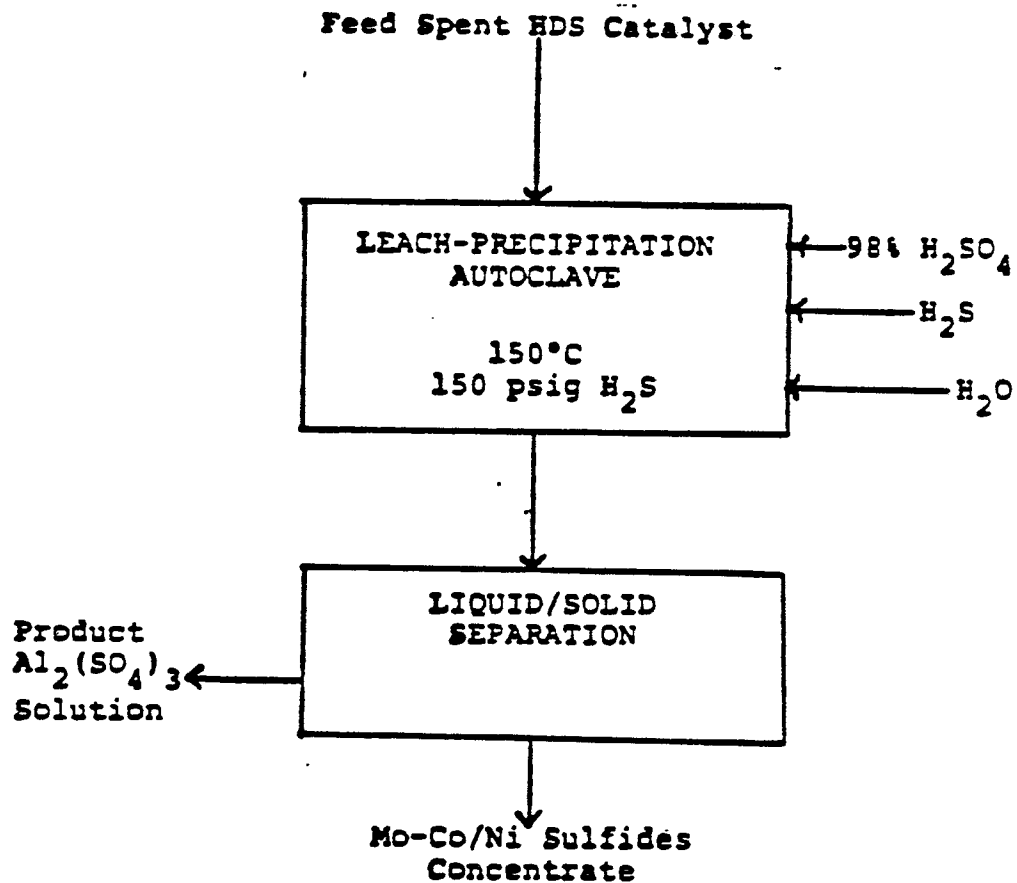 Feed Spent HDS Catalyst
LEACH-PRECIPITATION
AUTOCLAVE
98% H₂SO₄
H₂S
150°C
150 psig H₂S
H₂O
LIQUID/SOLID
SEPARATION
Product
Al₂(SO₄)₃
Solution
Mo-Co/Ni Sulfides
Concentrate